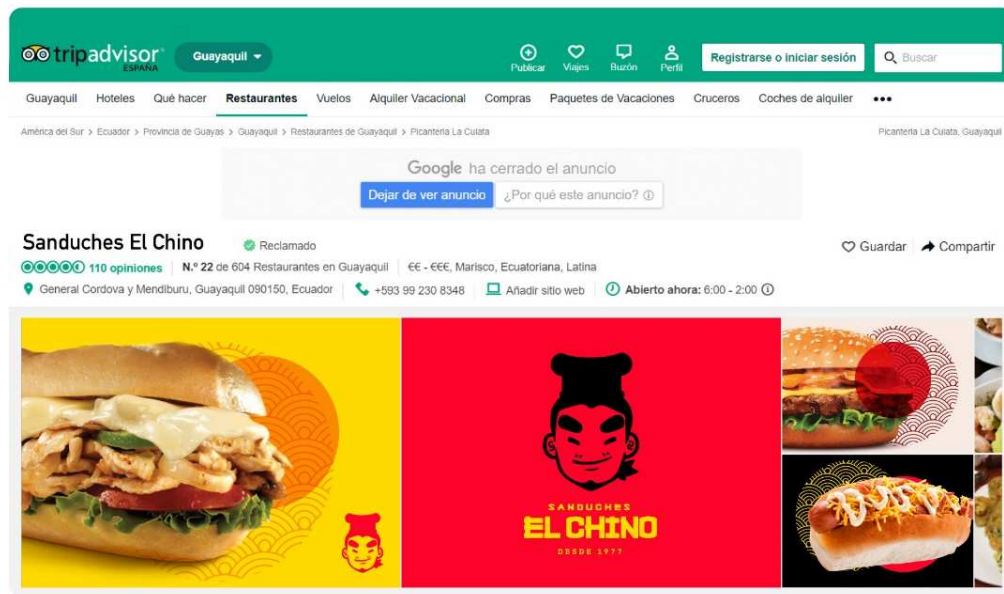 tripadvisor
ESPAÑA
Guayaquil
Publicar Viajes Buzón Perfil
Registrarse o iniciar sesión
Buscar
Guayaquil Hoteles Qué hacer Restaurantes Vuelos Alquiler Vacacional Compras Paquetes de Vacaciones Cruceros Coches de alquiler •••
América del Sur > Ecuador > Provincia de Guayas > Guayaquil > Restaurantes de Guayaquil > Picantería La Culata
Picantería La Culata, Guayaquil
Google ha cerrado el anuncio
Dejar de ver anuncio ¿Por qué este anuncio?
Sanduches El Chino Reclamado Guardar Compartir
110 opiniones N.º 22 de 604 Restaurantes en Guayaquil €€ - €€€, Marisco, Ecuatoriana, Latina
General Cordova y Mendiburu, Guayaquil 090150, Ecuador +593 99 230 8348 Añadir sitio web Abierto ahora: 6:00 - 2:00
SANDUCHES
EL CHINO
DESDE 1977